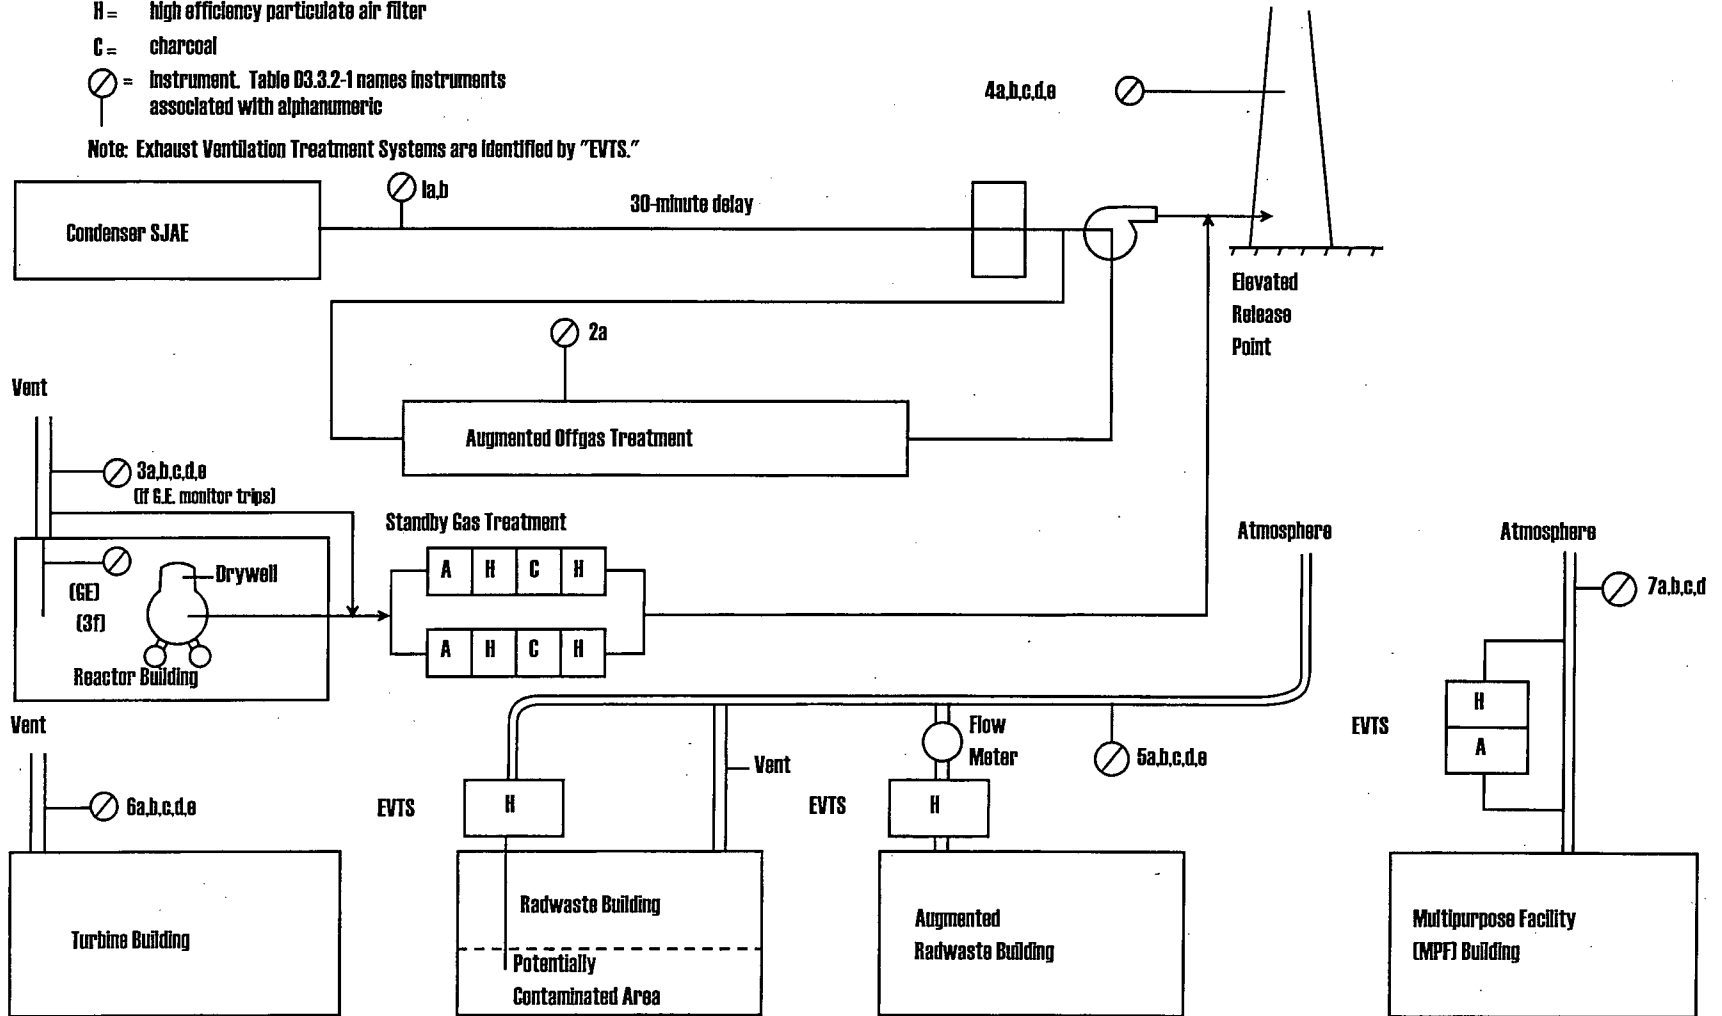 H = high efficiency particulate air filter
C = charcoal
= instrument. Table D3.3.2-1 names instruments
associated with alphanumeric
Note: Exhaust Ventilation Treatment Systems are identified by "EVTS."
4a,b,c,d,e
Condenser SJAE
1a,b
30-minute delay
Elevated
Release
Point
2a
Augmented Offgas Treatment
Vent
3a,b,c,d,e
(if G.E. monitor trips)
Standby Gas Treatment
A H C H
A H C H
Drywell
(GE)
(3f)
Reactor Building
Atmosphere
Atmosphere
7a,b,c,d
EVTS
H
A
Vent
6a,b,c,d,e
EVTS
H
Vent
EVTS
H
Flow
Meter
5a,b,c,d,e
Turbine Building
Radwaste Building
Potentially
Contaminated Area
Augmented
Radwaste Building
Multipurpose Facility
(MPF) Building